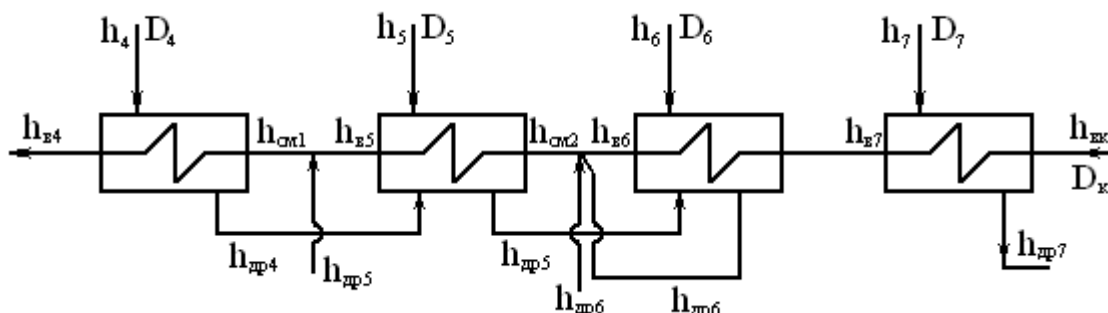 h₄ D₄ h₅ D₅ h₆ D₆ h₇ D₇
hв4 hсм1 hв5 hсм2 hв6 hв7 hвк
Dк
hдр4 hдр5 hдр5 hдр7
hдр6 hдр6